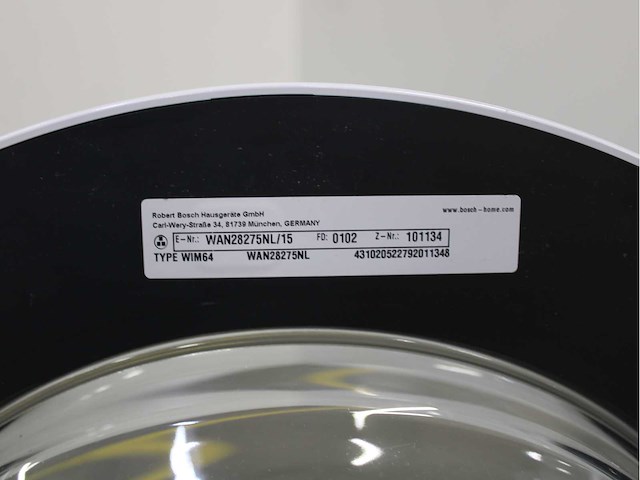 Robert Bosch Hausgeräte GmbH www.bosch-home.com
Carl-Wery-Straße 34, 81739 München, GERMANY
E-Nr.: WAN28275NL/15 FD: 0102 Z-Nr.: 101134
TYPE WIM64 WAN28275NL 431020522792011348